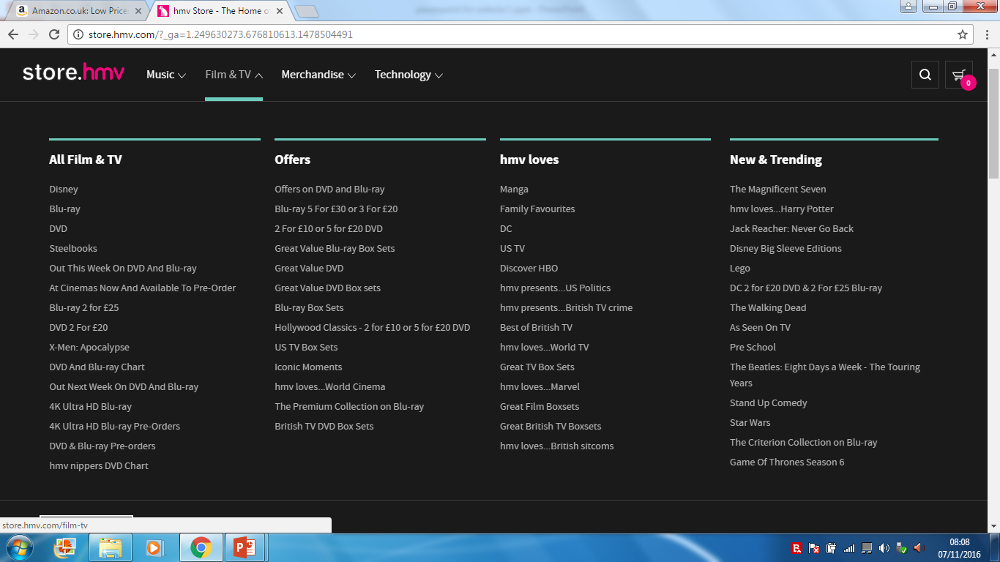 Amazon.co.uk: Low Price
hmv Store - The Home o
store.hmv.com/?_ga=1.249630273.676810613.1478504491
store.hmv
Music
Film & TV
Merchandise
Technology
0
All Film & TV
Disney
Blu-ray
DVD
Steelbooks
Out This Week On DVD And Blu-ray
At Cinemas Now And Available To Pre-Order
Blu-ray 2 for £25
DVD 2 For £20
X-Men: Apocalypse
DVD And Blu-ray Chart
Out Next Week On DVD And Blu-ray
4K Ultra HD Blu-ray
4K Ultra HD Blu-ray Pre-Orders
DVD & Blu-ray Pre-orders
hmv nippers DVD Chart
Offers
Offers on DVD and Blu-ray
Blu-ray 5 For £30 or 3 For £20
2 For £10 or 5 for £20 DVD
Great Value Blu-ray Box Sets
Great Value DVD
Great Value DVD Box sets
Blu-ray Box Sets
Hollywood Classics - 2 for £10 or 5 for £20 DVD
US TV Box Sets
Iconic Moments
hmv loves...World Cinema
The Premium Collection on Blu-ray
British TV DVD Box Sets
hmv loves
Manga
Family Favourites
DC
US TV
Discover HBO
hmv presents...US Politics
hmv presents...British TV crime
Best of British TV
hmv loves...World TV
Great TV Box Sets
hmv loves...Marvel
Great Film Boxsets
Great British TV Boxsets
hmv loves...British sitcoms
New & Trending
The Magnificent Seven
hmv loves...Harry Potter
Jack Reacher: Never Go Back
Disney Big Sleeve Editions
Lego
DC 2 for £20 DVD & 2 For £25 Blu-ray
The Walking Dead
As Seen On TV
Pre School
The Beatles: Eight Days a Week - The Touring
Years
Stand Up Comedy
Star Wars
The Criterion Collection on Blu-ray
Game Of Thrones Season 6
store.hmv.com/film-tv
08:08
07/11/2016